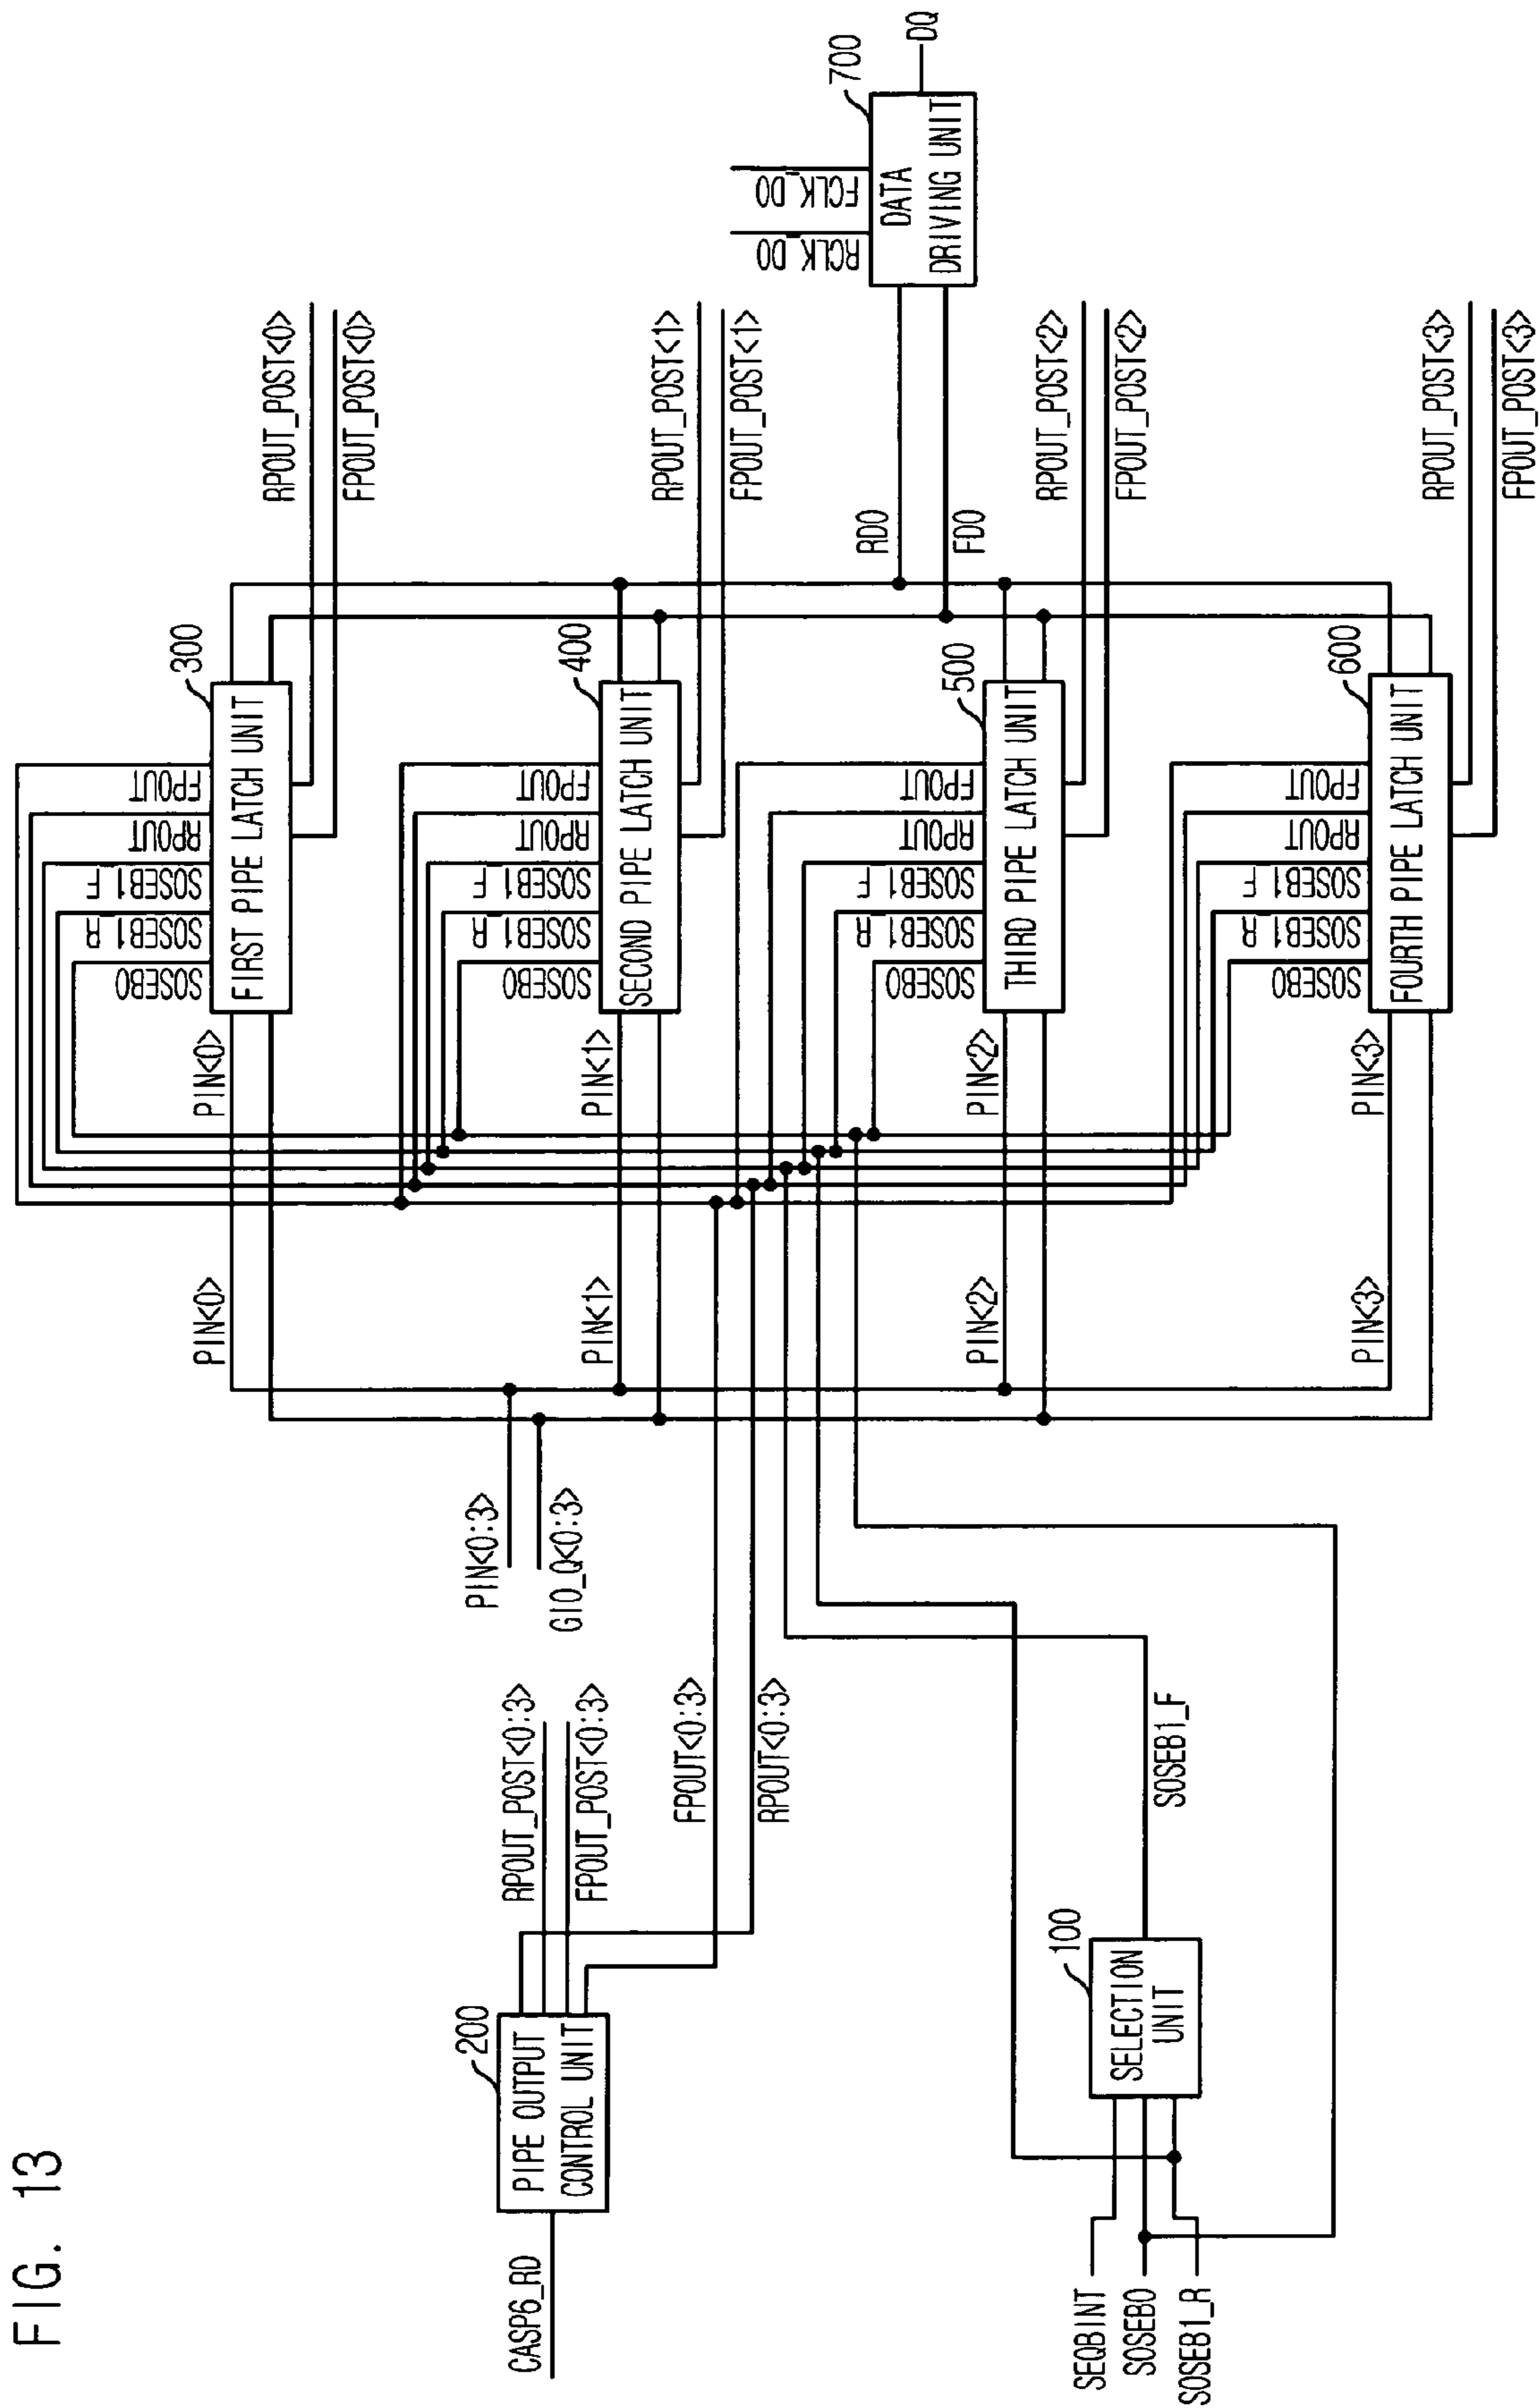 FIG. 13
CASP6_RD
200
PIPE OUTPUT
CONTROL UNIT
RPOUT_POST<0:3>
FPOUT_POST<0:3>
FPOUT<0:3>
RPOUT<0:3>
SEQBINT
SOSEB0
SOSEB1_R
100
SELECTION
UNIT
SOSEB1_F
PIN<0:3>
GIO_Q<0:3>
PIN<0>
PIN<0>
SOSEB0
SOSEB1_R
SOSEB1_F
RPOUT
FPOUT
300
FIRST PIPE LATCH UNIT
RPOUT_POST<0>
FPOUT_POST<0>
PIN<1>
PIN<1>
SOSEB0
SOSEB1_R
SOSEB1_F
RPOUT
FPOUT
400
SECOND PIPE LATCH UNIT
RPOUT_POST<1>
FPOUT_POST<1>
PIN<2>
PIN<2>
SOSEB0
SOSEB1_R
SOSEB1_F
RPOUT
FPOUT
500
THIRD PIPE LATCH UNIT
RPOUT_POST<2>
FPOUT_POST<2>
PIN<3>
PIN<3>
SOSEB0
SOSEB1_R
SOSEB1_F
RPOUT
FPOUT
600
FOURTH PIPE LATCH UNIT
RPOUT_POST<3>
FPOUT_POST<3>
RDO
FDO
RCLK_DO
FCLK_DO
700
DATA
DRIVING UNIT
DQ